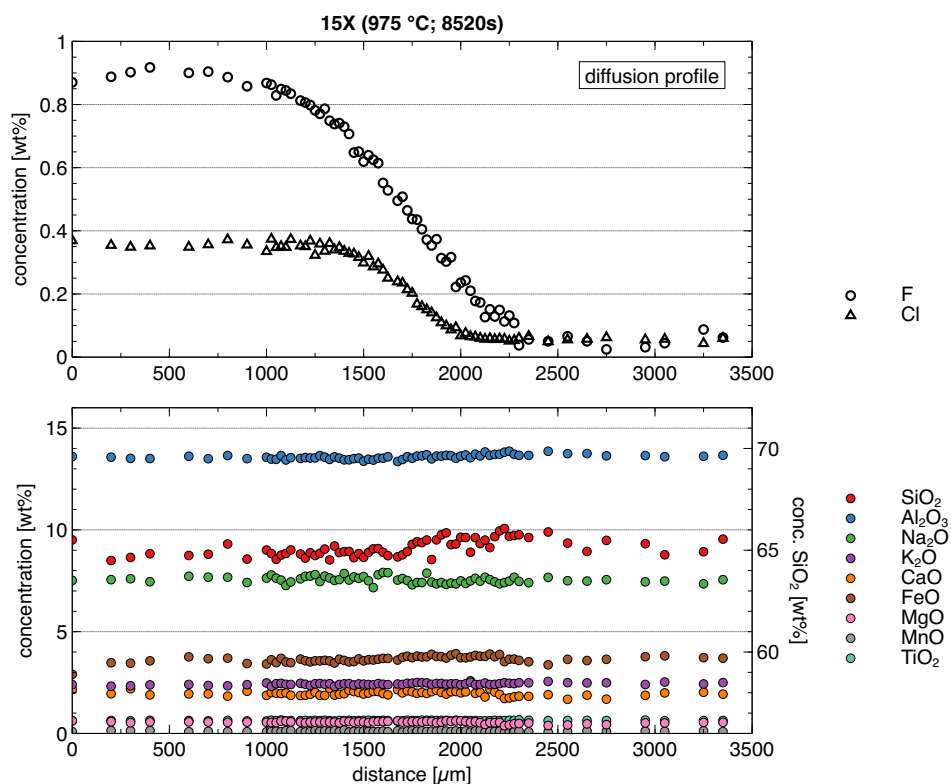 15X (975 °C; 8520s)
1
0.8
0.6
0.4
0.2
0
concentration [wt%]
diffusion profile
0 500 1000 1500 2000 2500 3000 3500
F
Cl
15
10
5
0
concentration [wt%]
70
65
60
conc. SiO₂ [wt%]
0 500 1000 1500 2000 2500 3000 3500
distance [µm]
SiO₂
Al₂O₃
Na₂O
K₂O
CaO
FeO
MgO
MnO
TiO₂